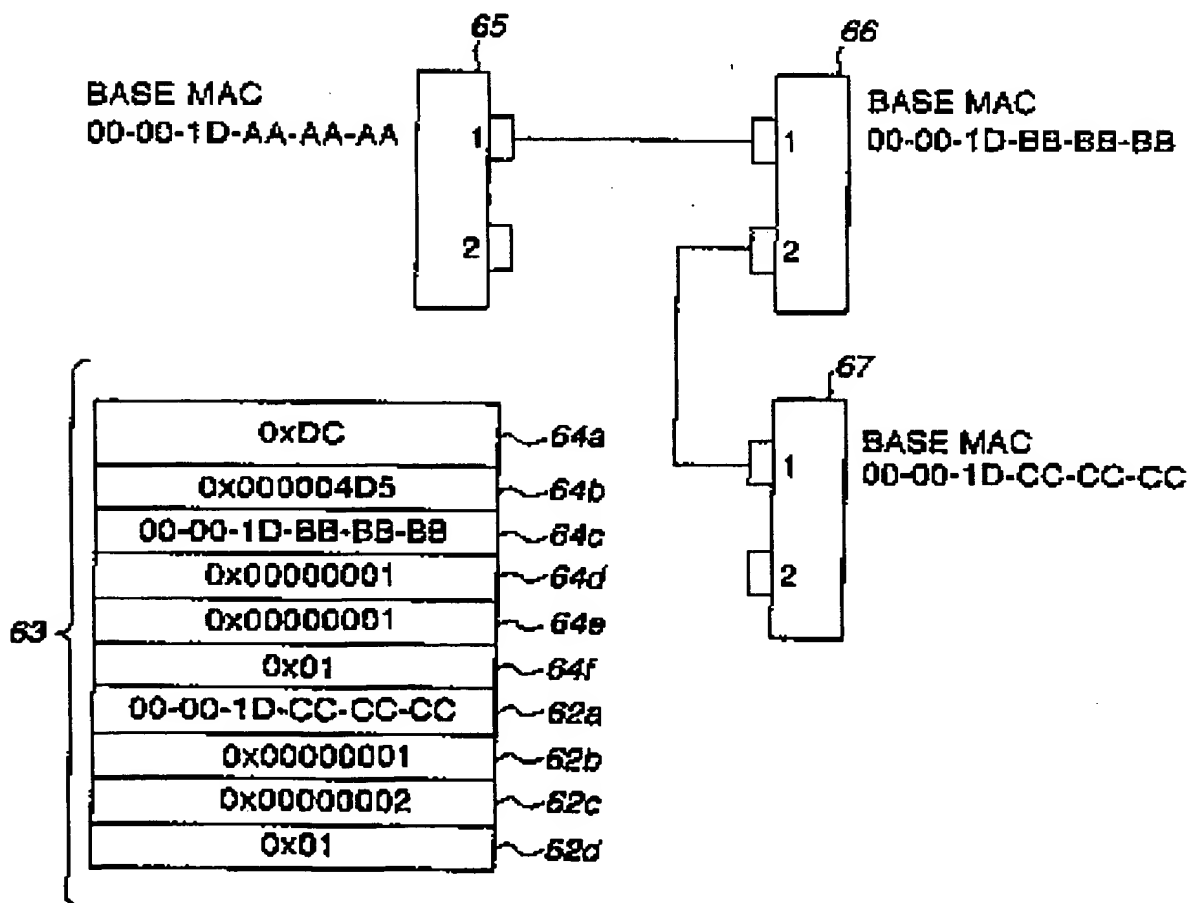 65
BASE MAC
00-00-1D-AA-AA-AA
1
2
66
BASE MAC
00-00-1D-BB-BB-BB
1
2
67
BASE MAC
00-00-1D-CC-CC-CC
1
2
63
0xDC 64a
0x000004D5 64b
00-00-1D-BB-BB-BB 64c
0x00000001 64d
0x00000001 64e
0x01 64f
00-00-1D-CC-CC-CC 62a
0x00000001 62b
0x00000002 62c
0x01 62d